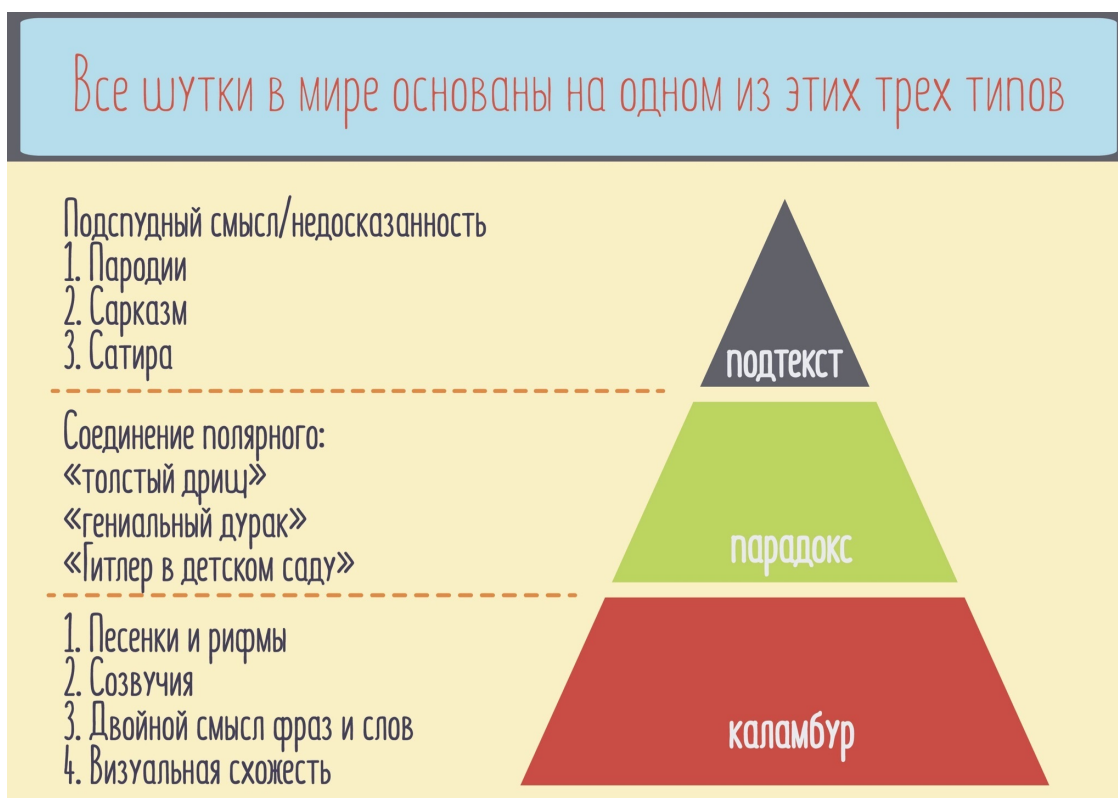 Все шутки в мире основаны на одном из этих трех типов
Подспудный смысл/недосказанность
1. Пародии
2. Сарказм
3. Сатира
подтекст
Соединение полярного:
«толстый дрищ»
«гениальный дурак»
«Гитлер в детском саду»
парадокс
1. Песенки и рифмы
2. Созвучия
3. Двойной смысл фраз и слов
4. Визуальная схожесть
каламбур